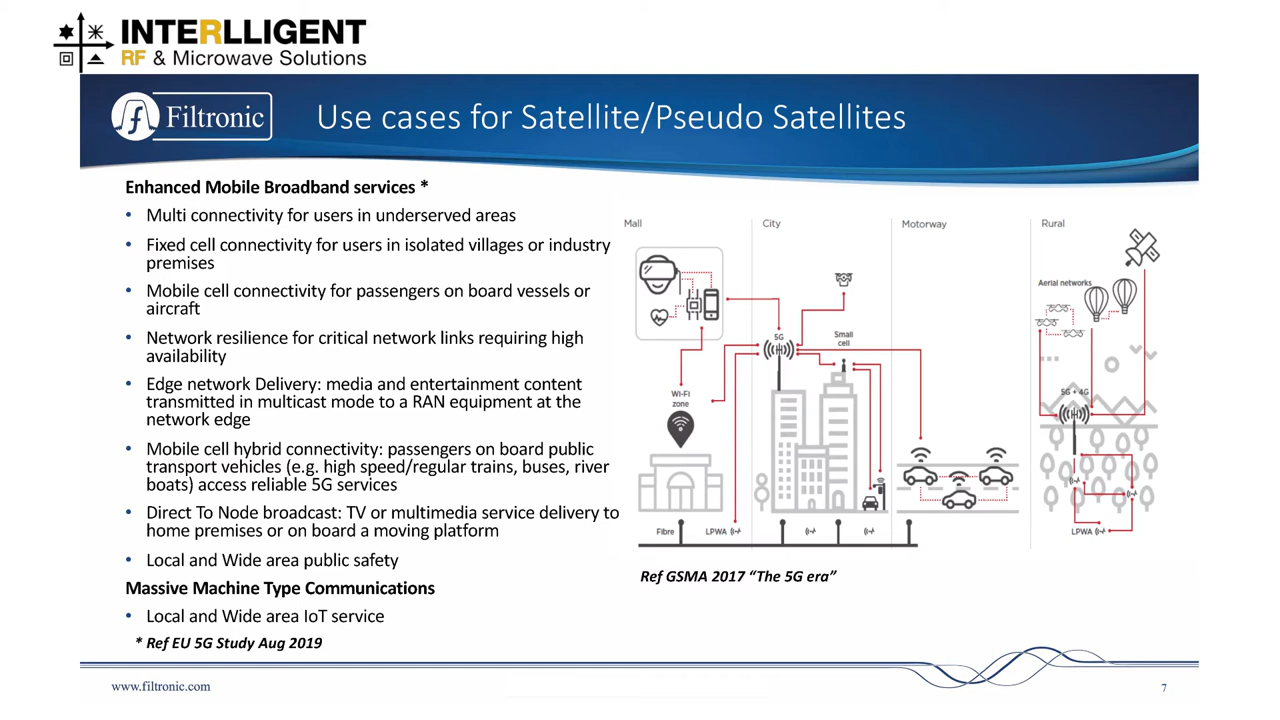 INTERLLIGENT
RF & Microwave Solutions
Filtronic
Use cases for Satellite/Pseudo Satellites
Enhanced Mobile Broadband services *
• Multi connectivity for users in underserved areas
• Fixed cell connectivity for users in isolated villages or industry
premises
• Mobile cell connectivity for passengers on board vessels or
aircraft
• Network resilience for critical network links requiring high
availability
• Edge network Delivery: media and entertainment content
transmitted in multicast mode to a RAN equipment at the
network edge
• Mobile cell hybrid connectivity: passengers on board public
transport vehicles (e.g. high speed/regular trains, buses, river
boats) access reliable 5G services
• Direct To Node broadcast: TV or multimedia service delivery to
home premises or on board a moving platform
• Local and Wide area public safety
Massive Machine Type Communications
• Local and Wide area IoT service
* Ref EU 5G Study Aug 2019
Mall
City
Motorway
Rural
Aerial networks
5G
Small
cell
WI-FI
zone
5G + 4G
Fibre
LPWA
LPWA
Ref GSMA 2017 “The 5G era”
www.filtronic.com
7